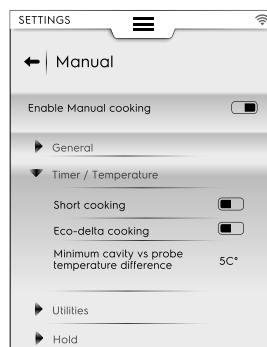 SETTINGS
Manual
Enable Manual cooking
General
Timer / Temperature
Short cooking
Eco-delta cooking
Minimum cavity vs probe
temperature difference
5C°
Utilities
Hold